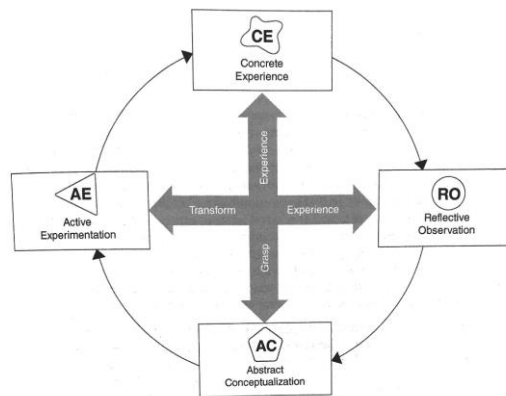 CE
Concrete
Experience
Experience
AE
Active
Experimentation
Transform
Experience
RO
Reflective
Observation
Grasp
AC
Abstract
Conceptualization